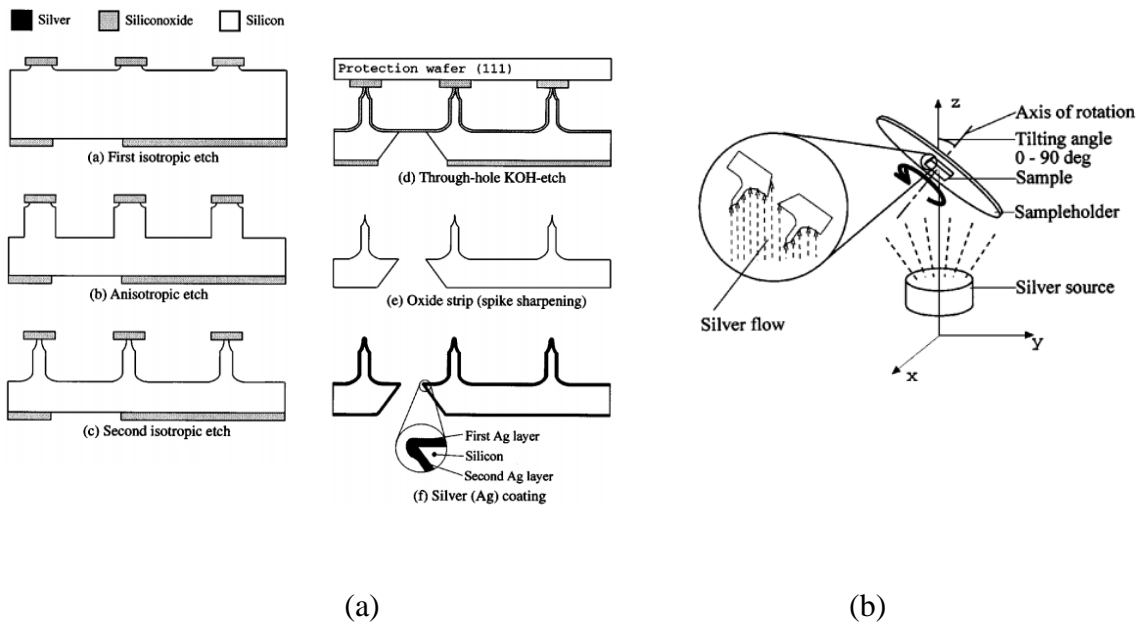 Silver
Siliconoxide
Silicon
(a) First isotropic etch
(b) Anisotropic etch
(c) Second isotropic etch
Protection wafer (111)
(d) Through-hole KOH-etch
(e) Oxide strip (spike sharpening)
First Ag layer
Silicon
Second Ag layer
(f) Silver (Ag) coating
z
Axis of rotation
Tilting angle
0 - 90 deg
Sample
Sampleholder
Silver source
Silver flow
y
x
(a)
(b)